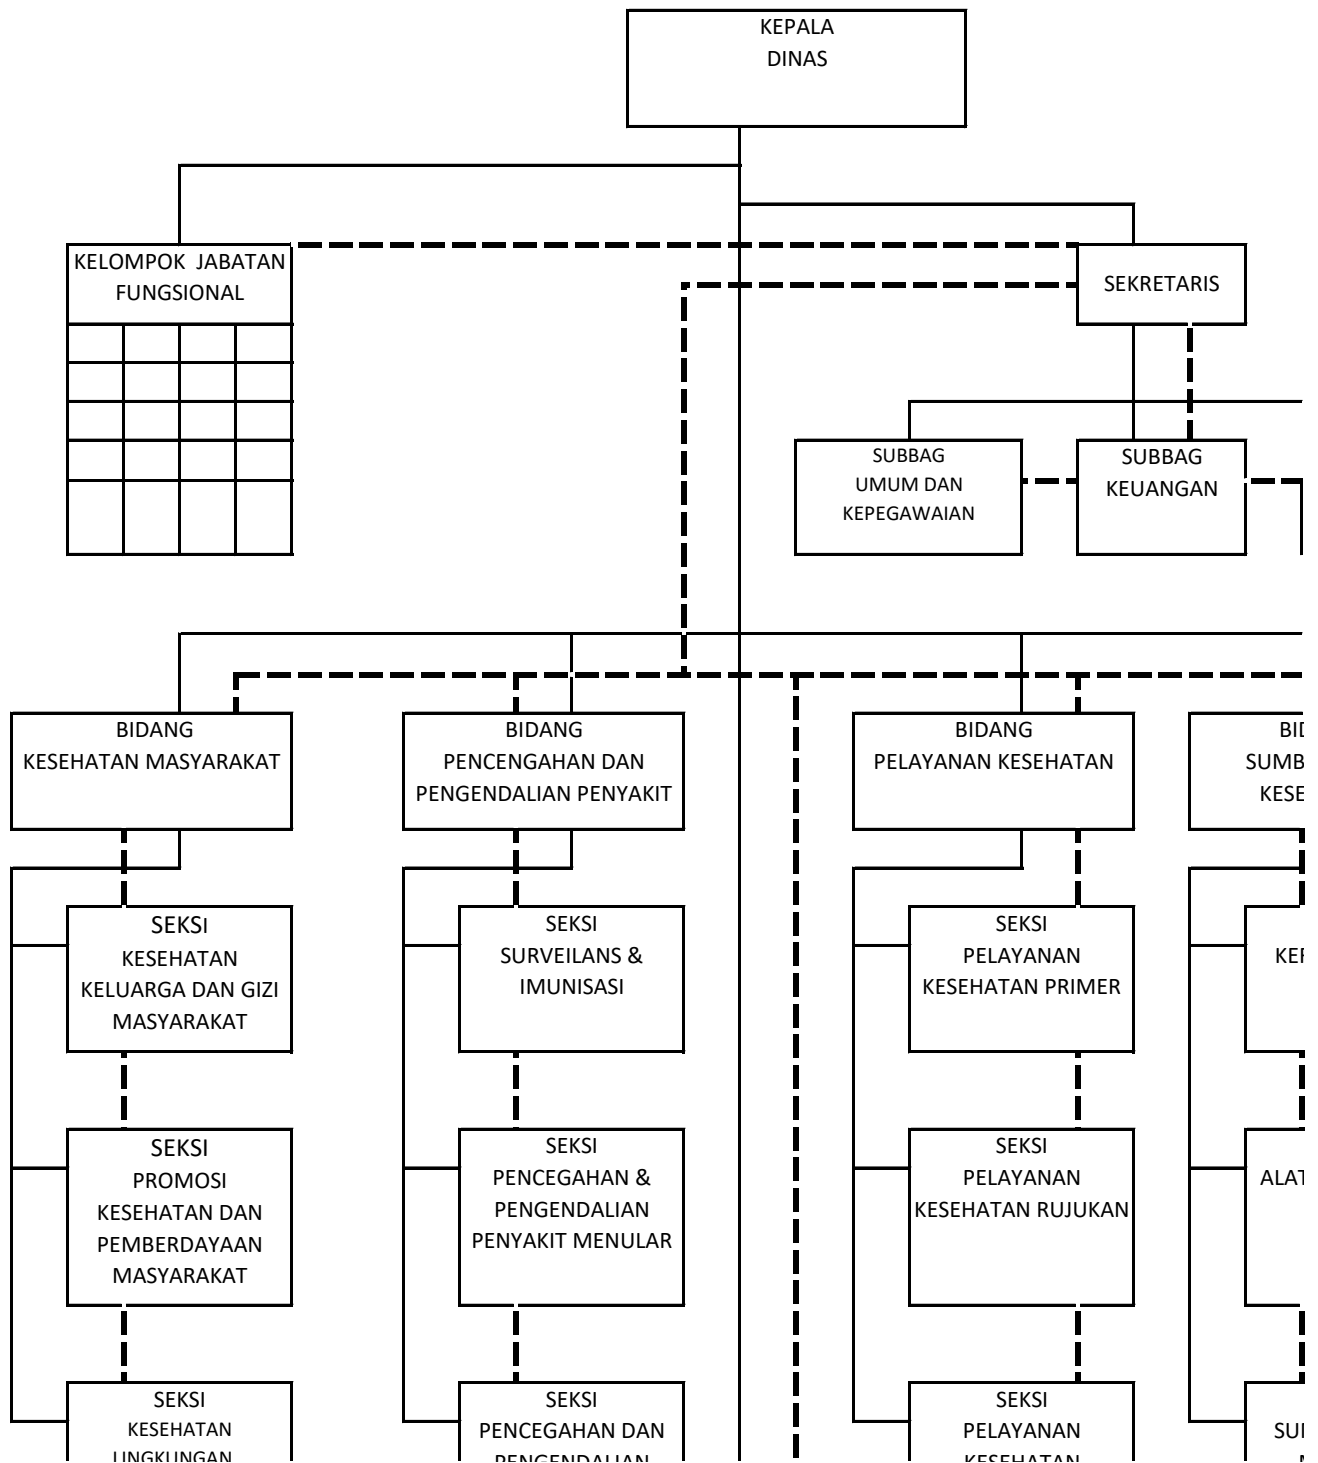 KEPALA
DINAS
KELOMPOK JABATAN
FUNGSIONAL
SEKRETARIS
SUBBAG
UMUM DAN
KEPEGAWAIAN
SUBBAG
KEUANGAN
BIDANG
KESEHATAN MASYARAKAT
BIDANG
PENCENGAHAN DAN
PENGENDALIAN PENYAKIT
BIDANG
PELAYANAN KESEHATAN
SEKSI
KESEHATAN
KELUARGA DAN GIZI
MASYARAKAT
SEKSI
SURVEILANS &
IMUNISASI
SEKSI
PELAYANAN
KESEHATAN PRIMER
SEKSI
PROMOSI
KESEHATAN DAN
PEMBERDAYAAN
MASYARAKAT
SEKSI
PENCEGAHAN &
PENGENDALIAN
PENYAKIT MENULAR
SEKSI
PELAYANAN
KESEHATAN RUJUKAN
SEKSI
KESEHATAN
LINGKUNGAN
SEKSI
PENCEGAHAN DAN
PENGENDALIAN
SEKSI
PELAYANAN
KESEHATAN